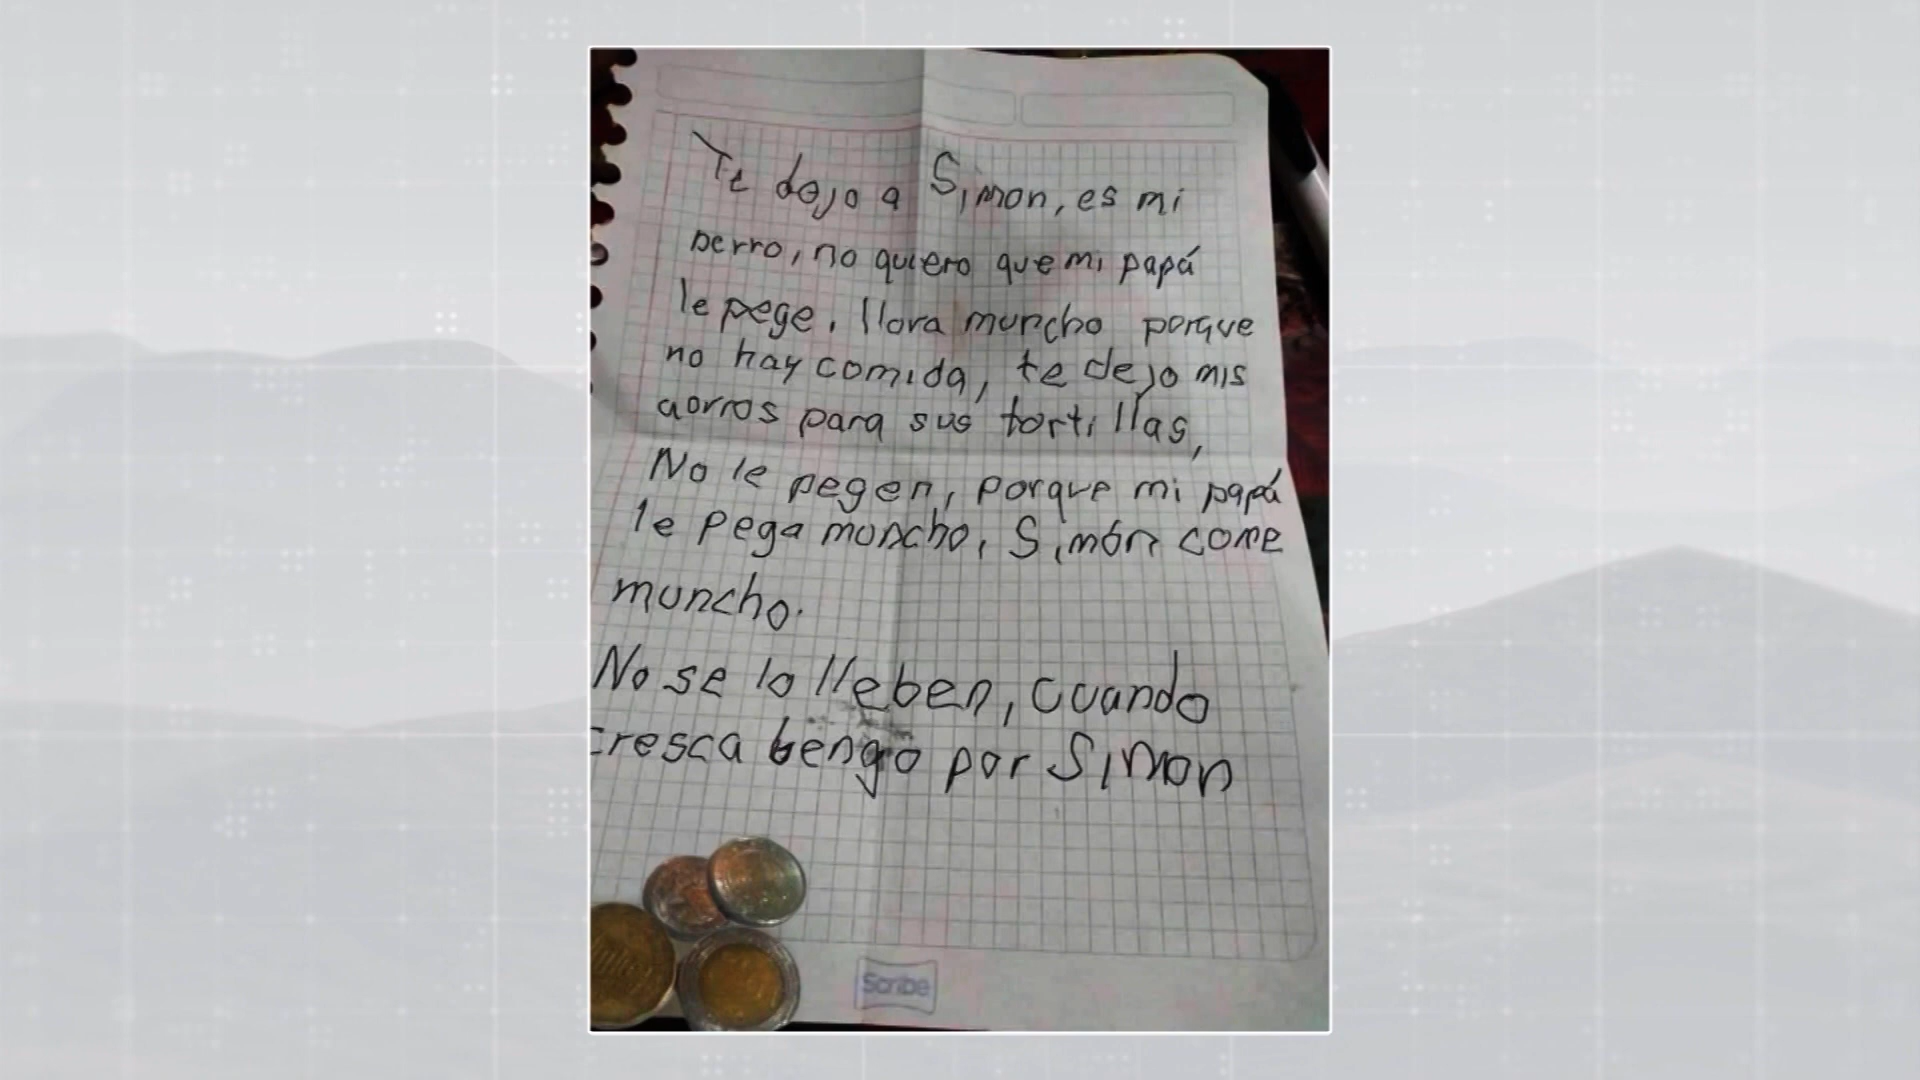 Te dojo a Simon, es mi
perro, no quiero que mi papá
le pege, llora muncho porque
no hay comida, te dejo mis
aorros para sus tortillas,
No le pegen, porque mi papá
le pega muncho, Simón come
muncho.
No se lo lleben, cuando
cresca bengo por Simon
Scribe